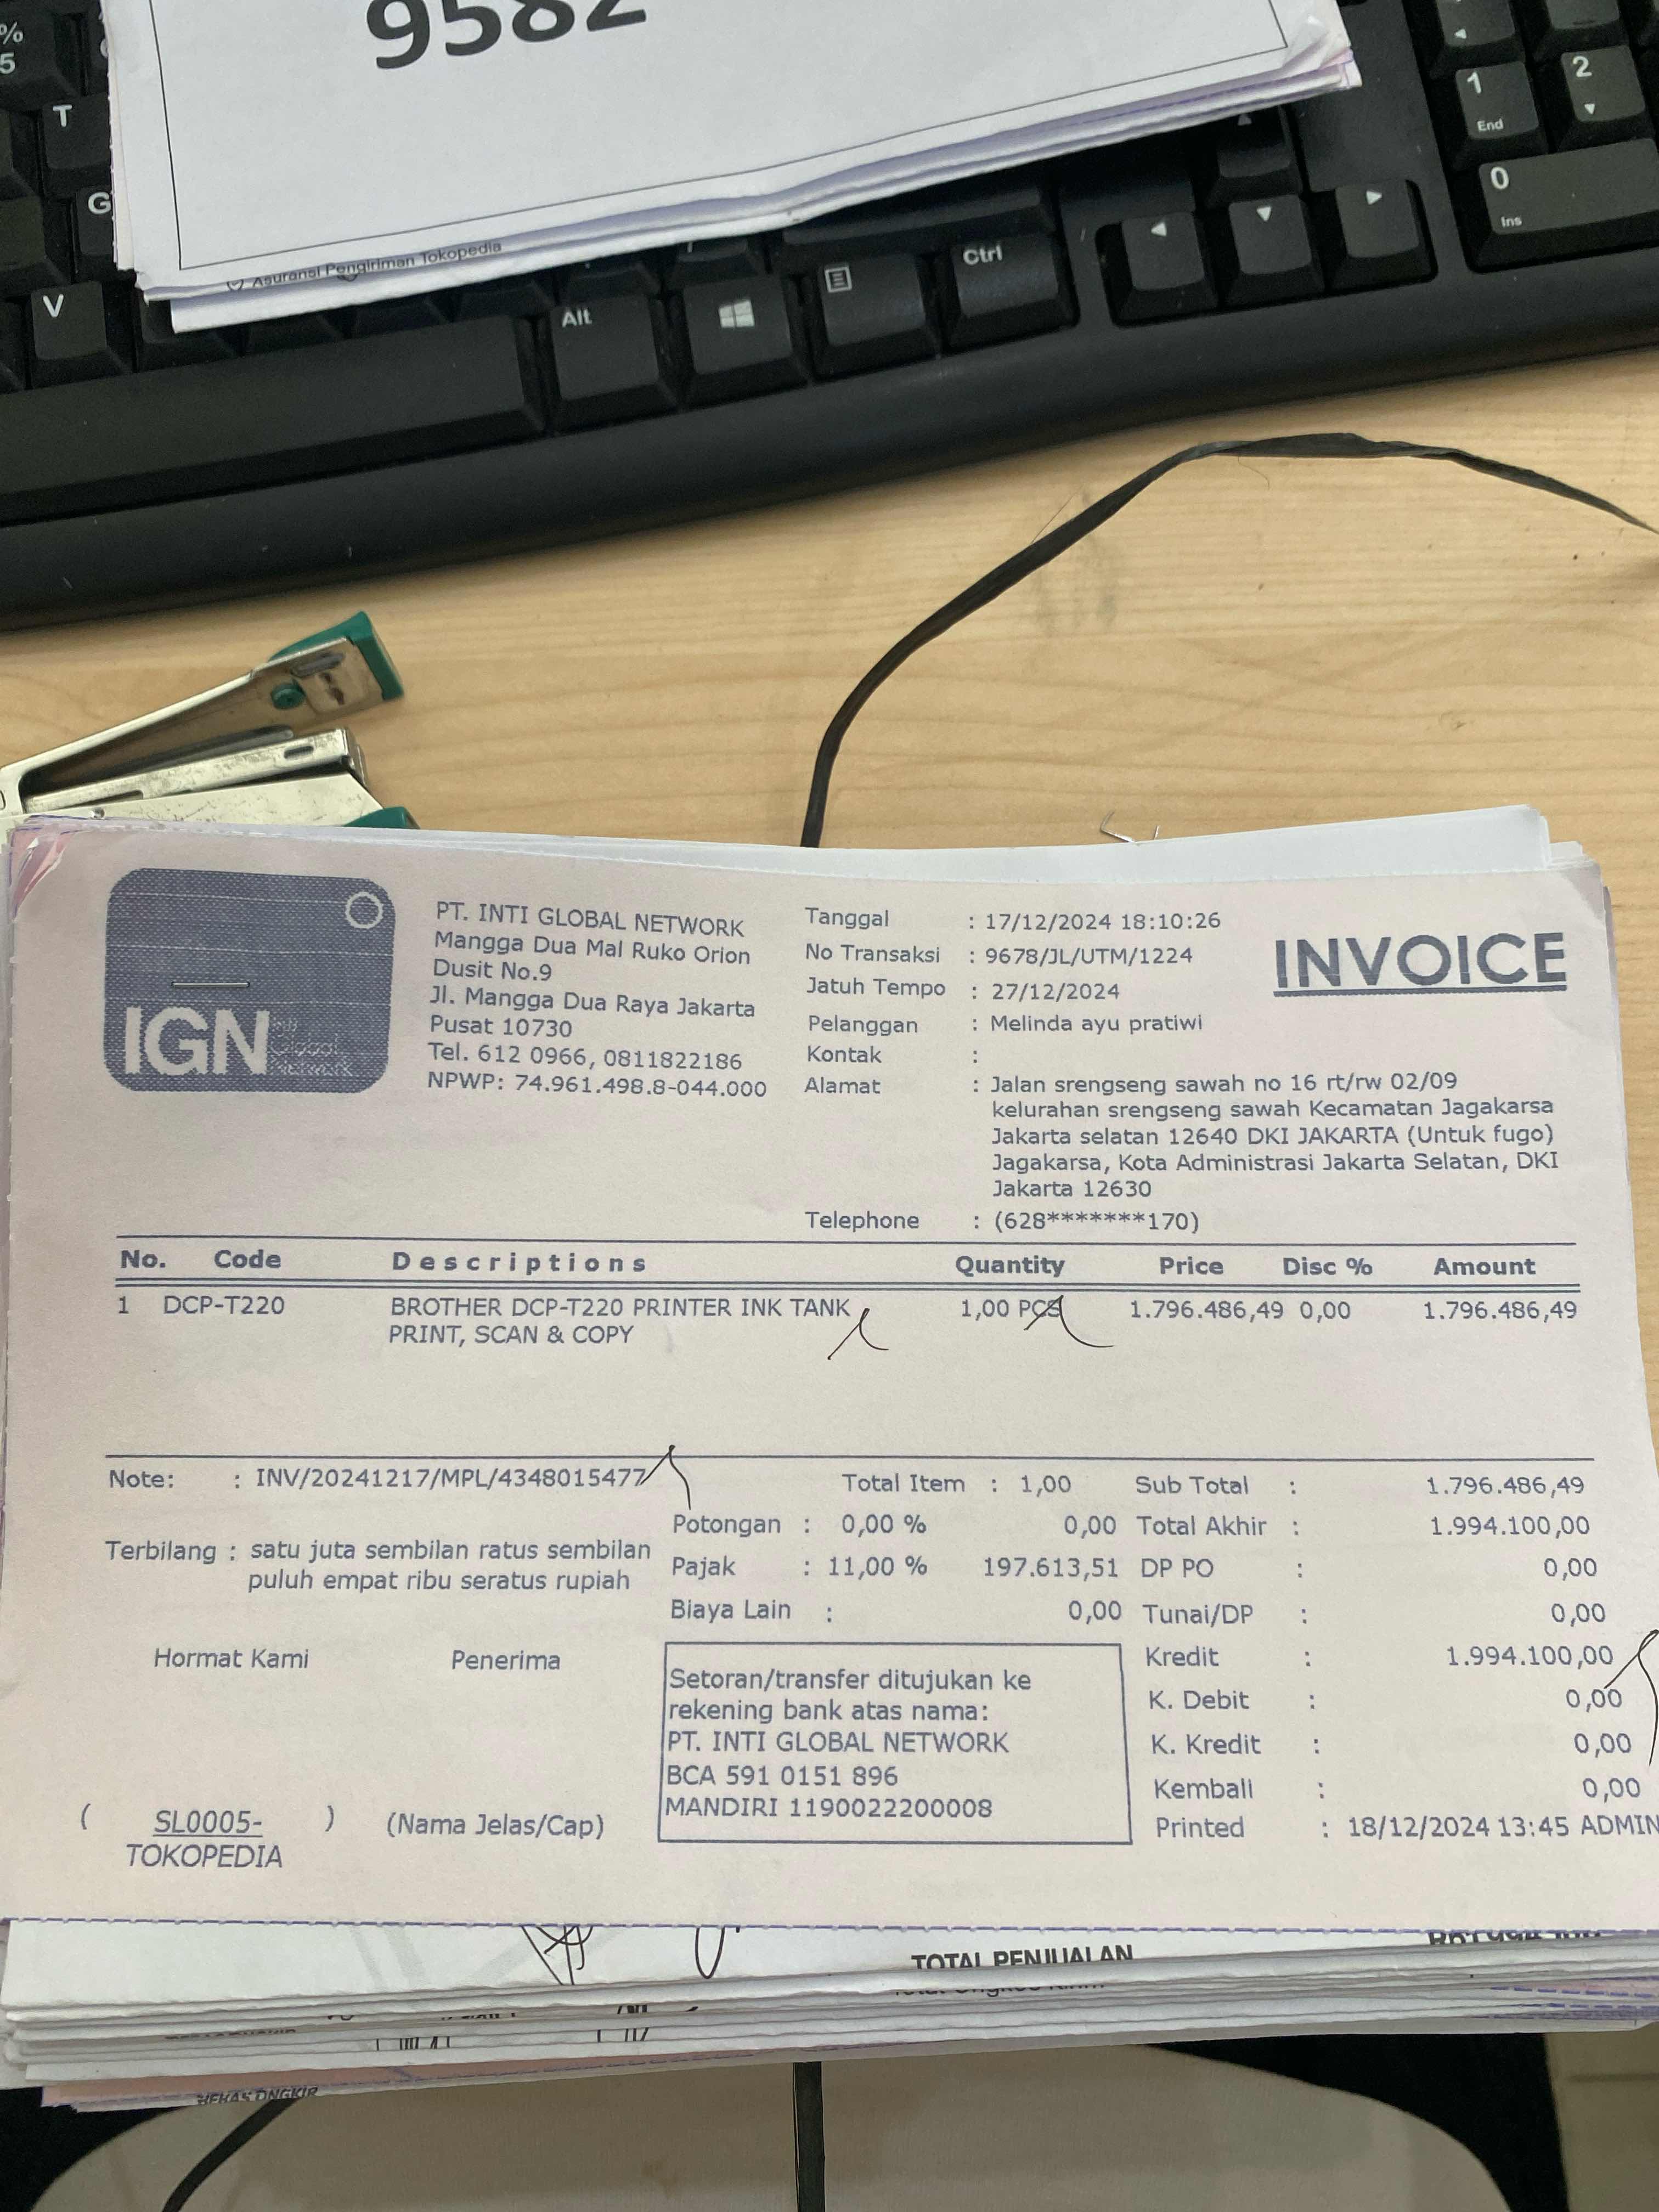 9582
Asuransi Pengiriman Tokopedia
%
5
T
G
V
Alt
Ctrl
1
End
2
0
Ins
IGN
PT. INTI GLOBAL NETWORK
Mangga Dua Mal Ruko Orion
Dusit No.9
Jl. Mangga Dua Raya Jakarta
Pusat 10730
Tel. 612 0966, 0811822186
NPWP: 74.961.498.8-044.000
Tanggal : 17/12/2024 18:10:26
No Transaksi : 9678/JL/UTM/1224
Jatuh Tempo : 27/12/2024
Pelanggan : Melinda ayu pratiwi
Kontak :
Alamat : Jalan srengseng sawah no 16 rt/rw 02/09
kelurahan srengseng sawah Kecamatan Jagakarsa
Jakarta selatan 12640 DKI JAKARTA (Untuk fugo)
Jagakarsa, Kota Administrasi Jakarta Selatan, DKI
Jakarta 12630
Telephone : (628*******170)
INVOICE
No. Code Descriptions Quantity Price Disc % Amount
1 DCP-T220 BROTHER DCP-T220 PRINTER INK TANK 1,00 PCS 1.796.486,49 0,00 1.796.486,49
PRINT, SCAN & COPY
Note: : INV/20241217/MPL/4348015477
Terbilang : satu juta sembilan ratus sembilan
puluh empat ribu seratus rupiah
Total Item : 1,00
Potongan : 0,00 % 0,00
Pajak : 11,00 % 197.613,51
Biaya Lain : 0,00
Sub Total : 1.796.486,49
Total Akhir : 1.994.100,00
DP PO : 0,00
Tunai/DP : 0,00
Kredit : 1.994.100,00
K. Debit : 0,00
K. Kredit : 0,00
Kembali : 0,00
Printed : 18/12/2024 13:45 ADMIN
Hormat Kami Penerima
( SL0005- ) (Nama Jelas/Cap)
TOKOPEDIA
Setoran/transfer ditujukan ke
rekening bank atas nama:
PT. INTI GLOBAL NETWORK
BCA 591 0151 896
MANDIRI 1190022200008
TOTAL PENJUALAN
BEBAS ONGKIR